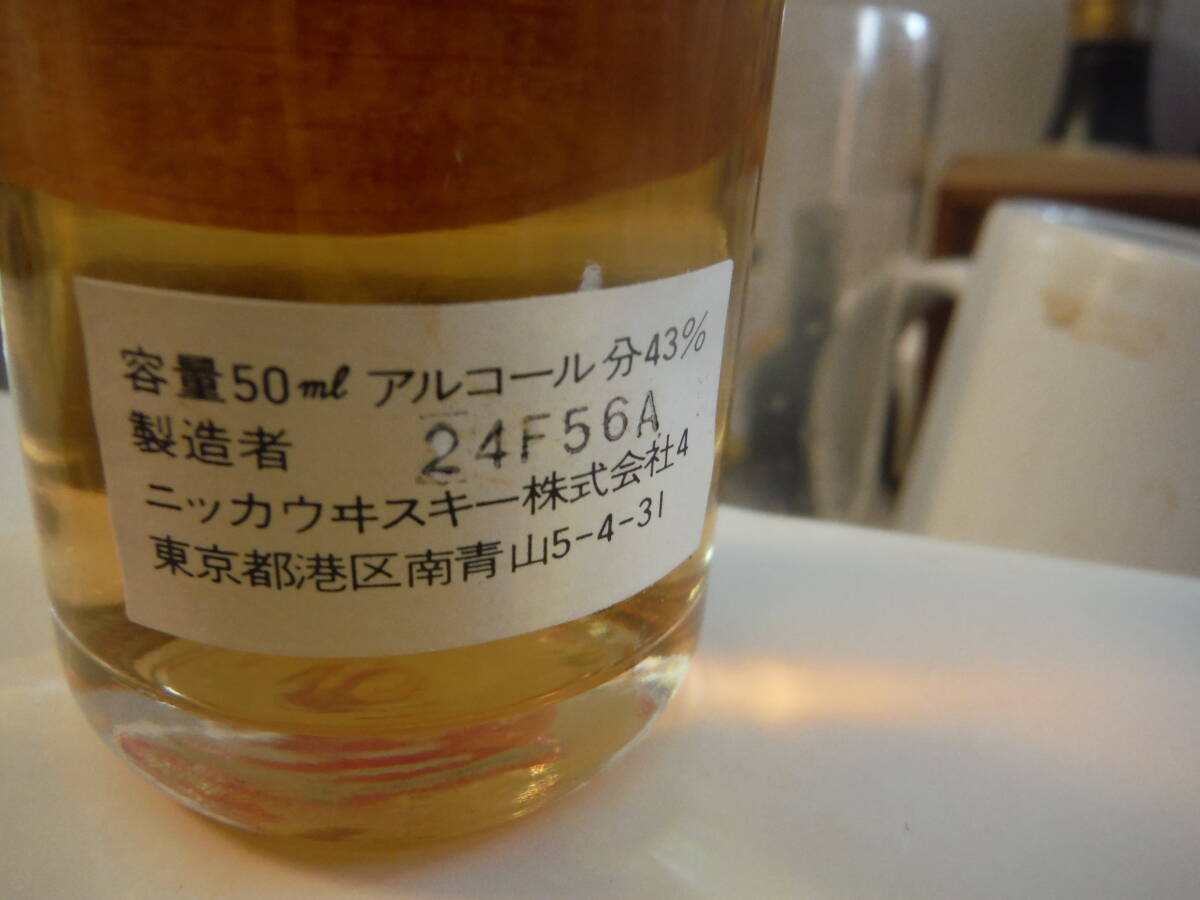 容量50ml アルコール分43%
製造者 24F56A
ニッカウヰスキー株式会社4
東京都港区南青山5-4-31